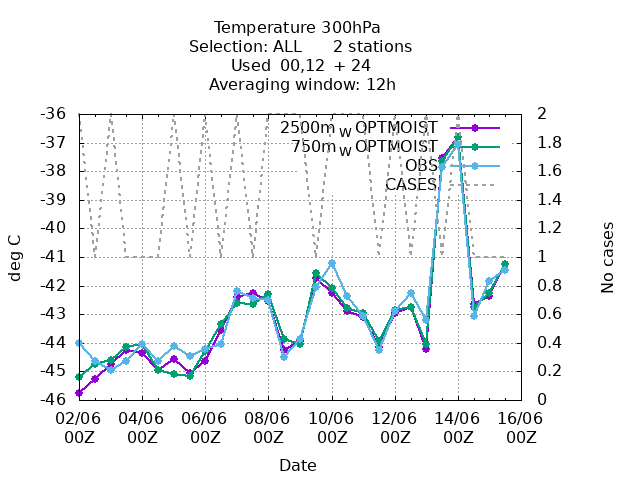 Temperature 300hPa
Selection: ALL 2 stations
Used 00,12 + 24
Averaging window: 12h
-36 2
2500m W OPTMOIST
-37 1.8
750m W OPTMOIST
-38 1.6
OBS
-39 1.4
CASES
-40 1.2
-41 1
-42 0.8
-43 0.6
-44 0.4
-45 0.2
-46 0
deg C
No cases
02/06 04/06 06/06 08/06 10/06 12/06 14/06 16/06
00Z 00Z 00Z 00Z 00Z 00Z 00Z 00Z
Date